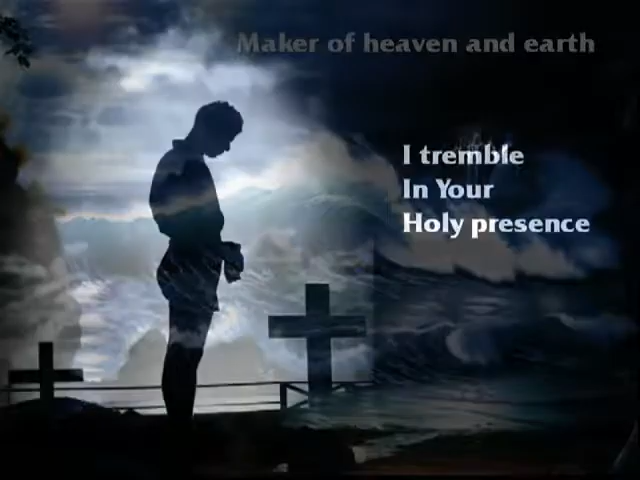 Maker of heaven and earth
I tremble
In Your
Holy presence